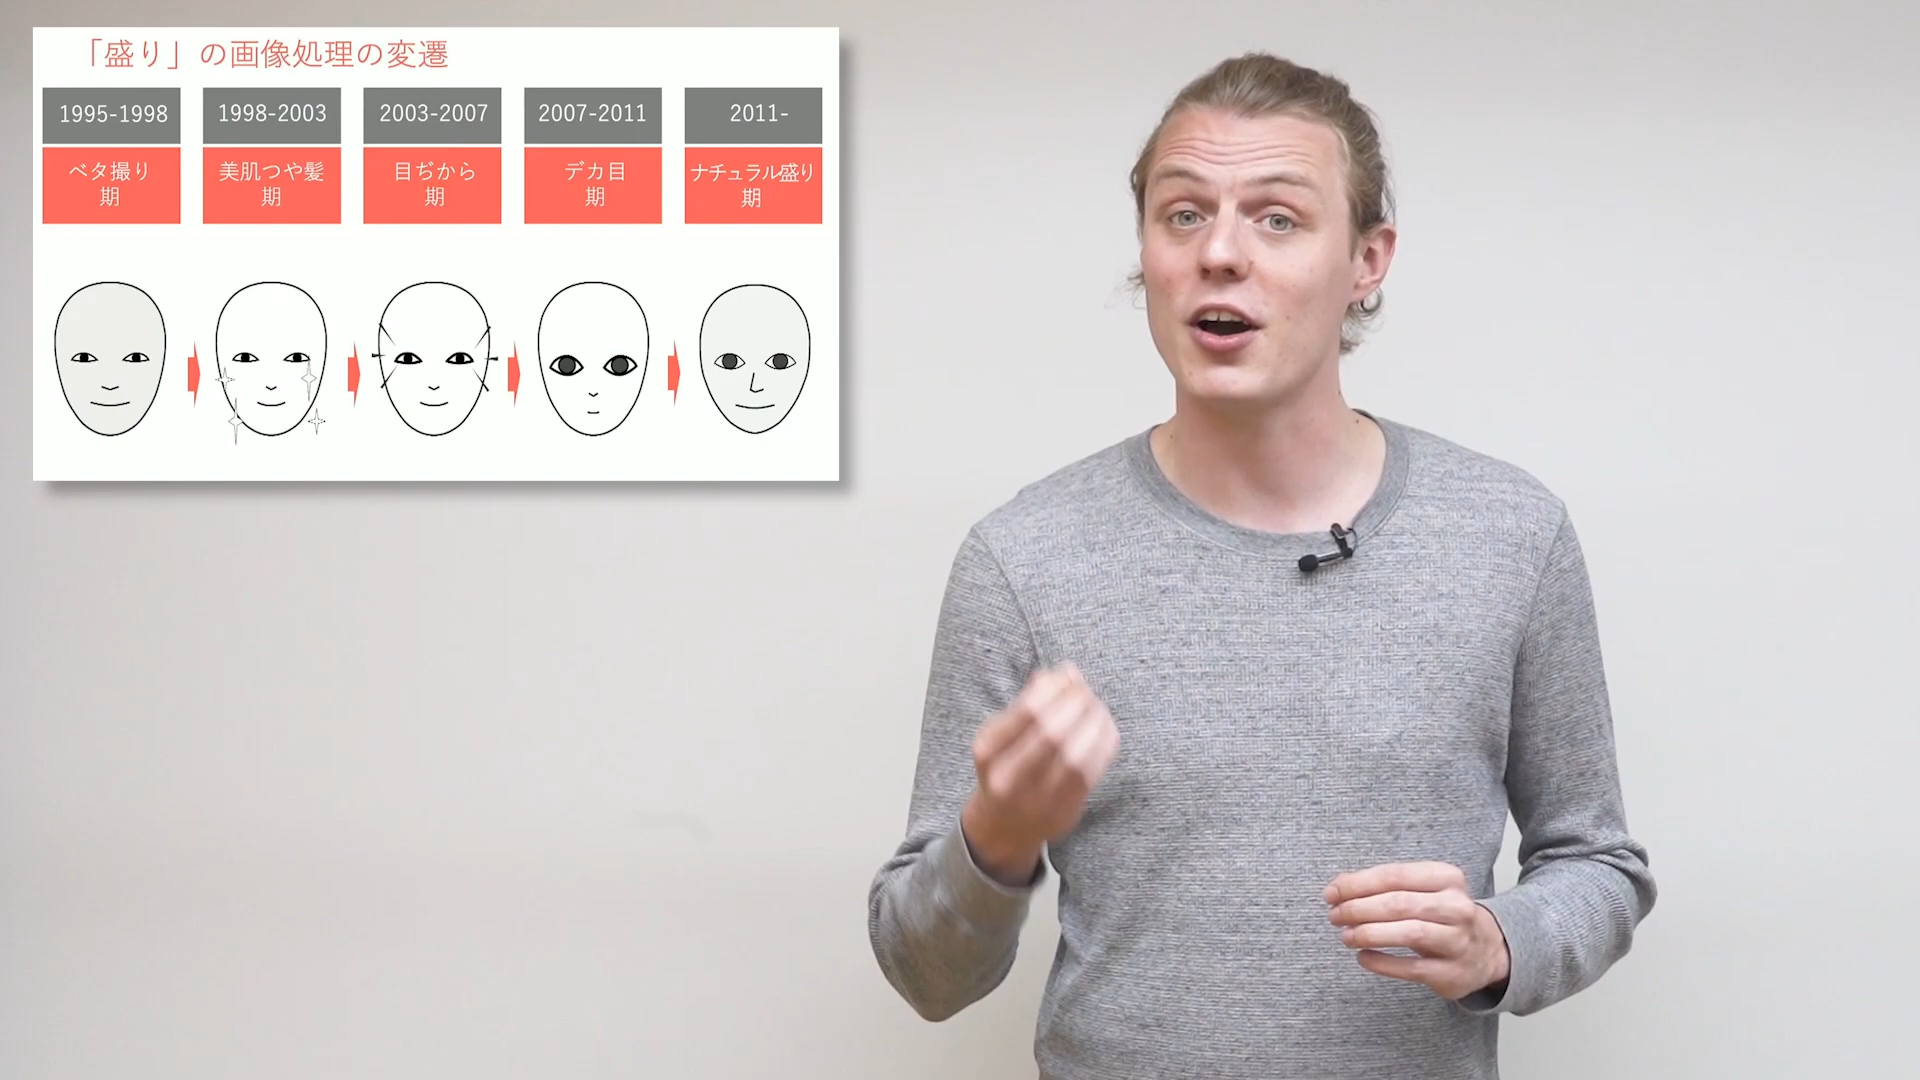 「盛り」の画像処理の変遷
1995-1998
1998-2003
2003-2007
2007-2011
2011-
ベタ撮り
期
美肌つや髪
期
目ぢから
期
デカ目
期
ナチュラル盛り
期